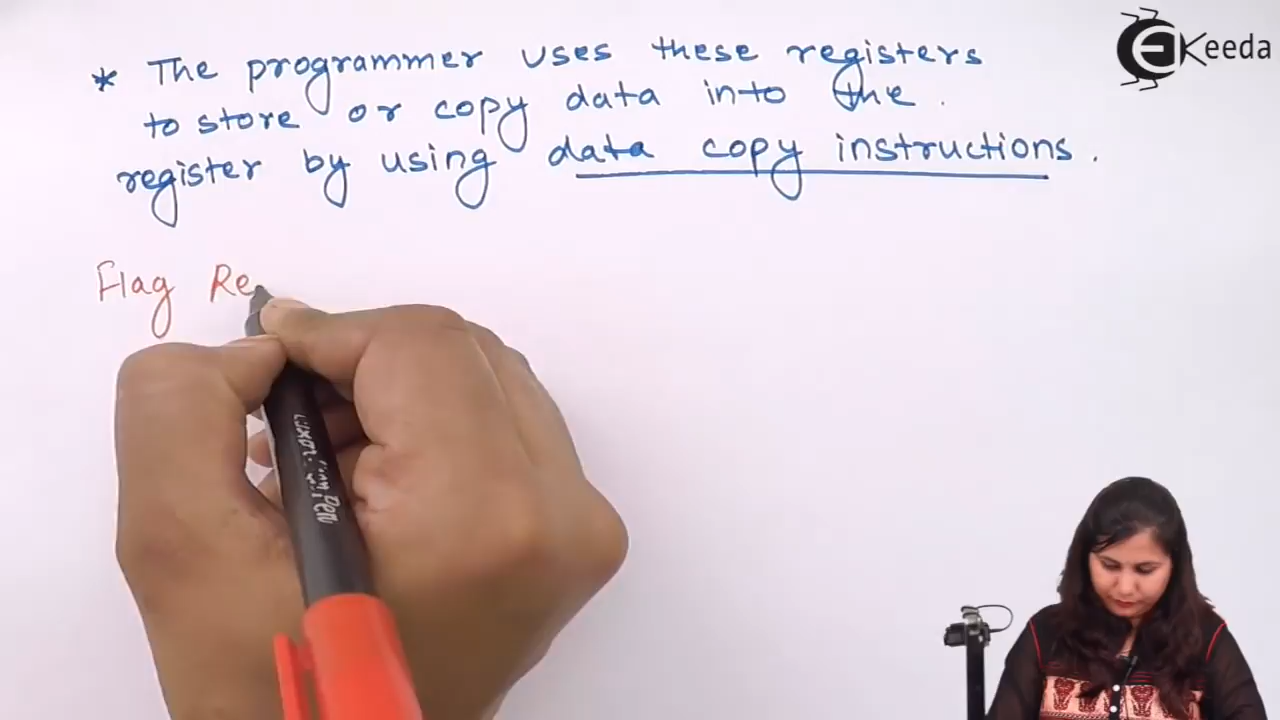 EKeeda
* The programmer uses these registers
to store or copy data into the .
register by using data copy instructions.
Flag Re